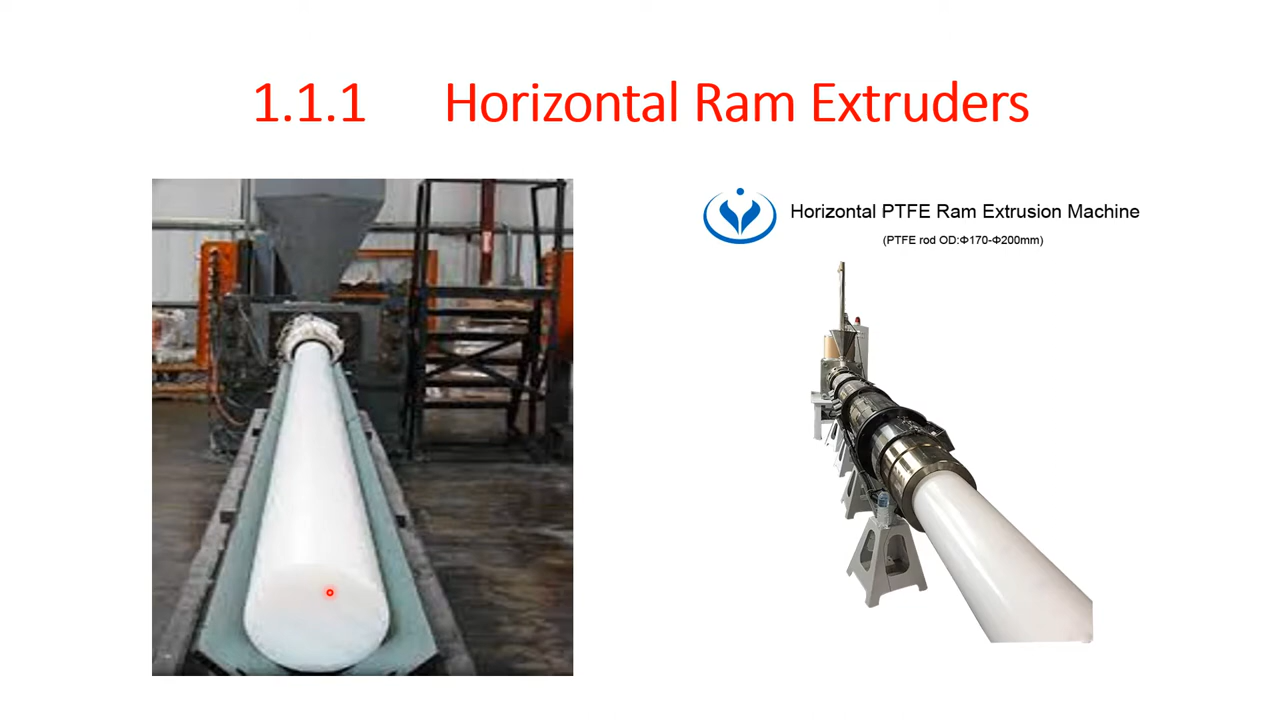 1.1.1 Horizontal Ram Extruders
Horizontal PTFE Ram Extrusion Machine
(PTFE rod OD:Φ170-Φ200mm)